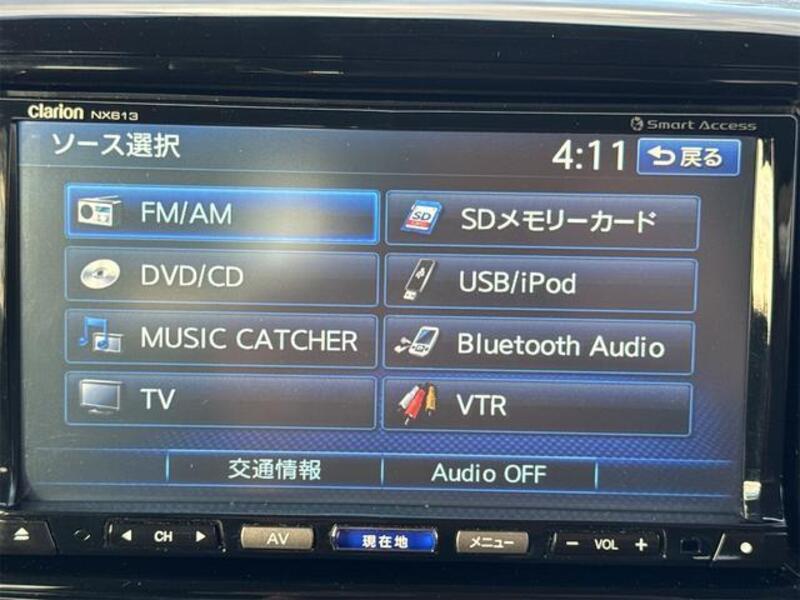 Clarion NX613
Smart Access
ソース選択
4:11 戻る
FM/AM
SDメモリーカード
DVD/CD
USB/iPod
MUSIC CATCHER
Bluetooth Audio
TV
VTR
交通情報
Audio OFF
CH
AV
現在地
メニュー
− VOL +